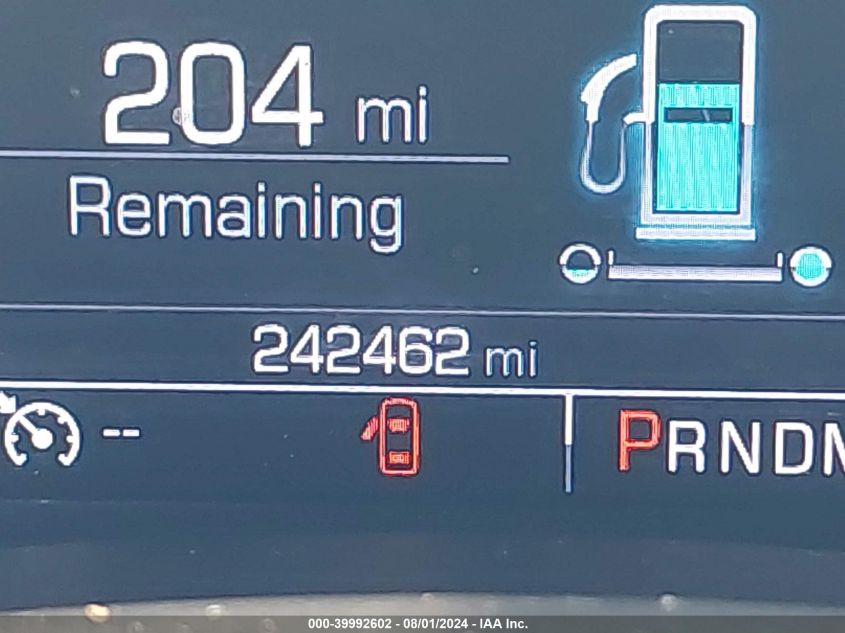 204 mi
Remaining
242462 mi
--
PRNDM
000-39992602 - 08/01/2024 - IAA Inc.